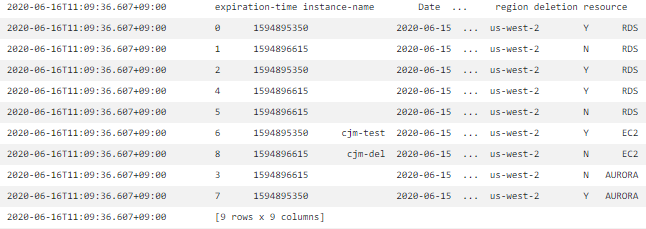 2020-06-16T11:09:36.607+09:00 expiration-time instance-name Date ... region deletion resource
2020-06-16T11:09:36.607+09:00 0 1594895350 2020-06-15 ... us-west-2 Y RDS
2020-06-16T11:09:36.607+09:00 1 1594896615 2020-06-15 ... us-west-2 N RDS
2020-06-16T11:09:36.607+09:00 2 1594895350 2020-06-15 ... us-west-2 Y RDS
2020-06-16T11:09:36.607+09:00 4 1594895350 2020-06-15 ... us-west-2 Y RDS
2020-06-16T11:09:36.607+09:00 5 1594896615 2020-06-15 ... us-west-2 N RDS
2020-06-16T11:09:36.607+09:00 6 1594895350 cjm-test 2020-06-15 ... us-west-2 Y EC2
2020-06-16T11:09:36.607+09:00 8 1594896615 cjm-del 2020-06-15 ... us-west-2 N EC2
2020-06-16T11:09:36.607+09:00 3 1594896615 2020-06-15 ... us-west-2 N AURORA
2020-06-16T11:09:36.607+09:00 7 1594895350 2020-06-15 ... us-west-2 Y AURORA
2020-06-16T11:09:36.607+09:00 [9 rows x 9 columns]